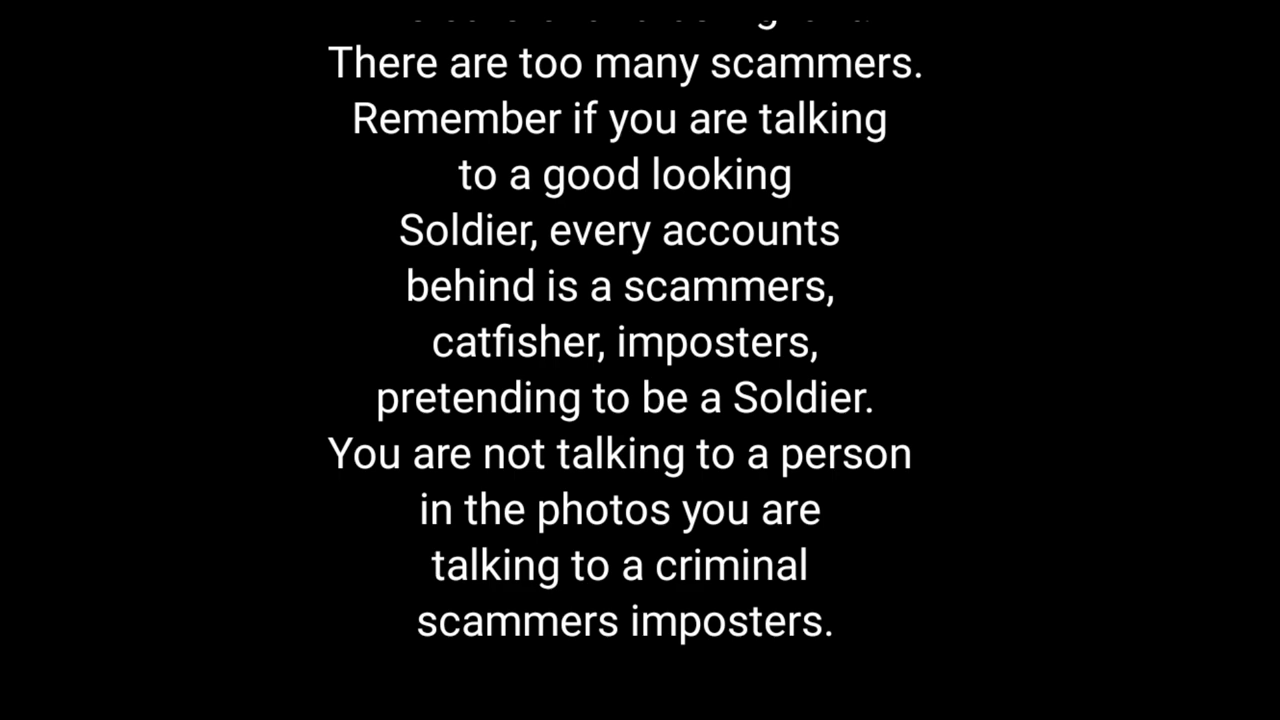 There are too many scammers.
Remember if you are talking
to a good looking
Soldier, every accounts
behind is a scammers,
catfisher, imposters,
pretending to be a Soldier.
You are not talking to a person
in the photos you are
talking to a criminal
scammers imposters.